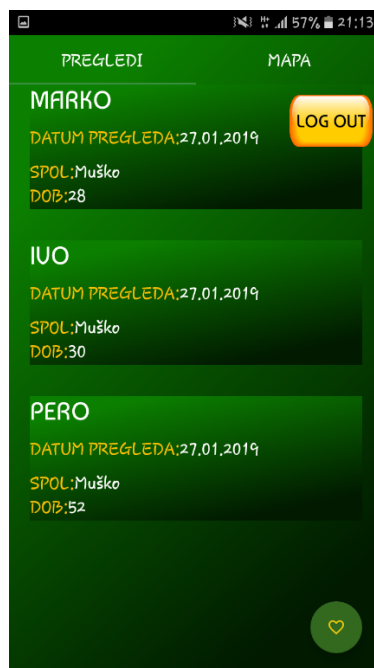 57% 21:13
PREGLEDI MAPA
MARKO
LOG OUT
DATUM PREGLEDA:27.01.2019
SPOL:Muško
DOB:28
IVO
DATUM PREGLEDA:27.01.2019
SPOL:Muško
DOB:30
PERO
DATUM PREGLEDA:27.01.2019
SPOL:Muško
DOB:52